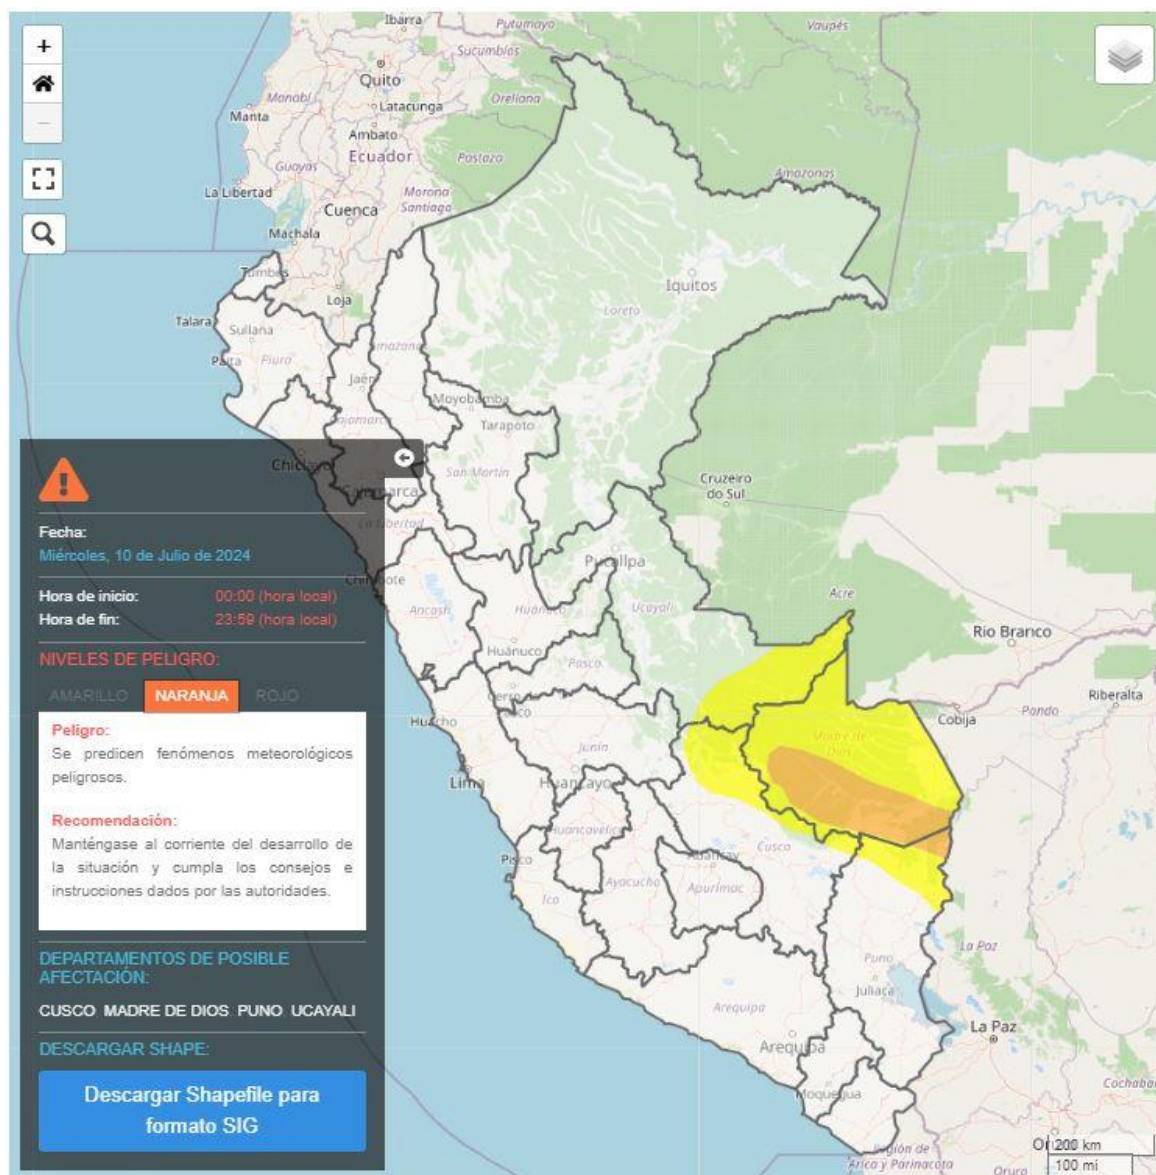 +
−
Ibarra
Putumayo
Vaupés
Sucumbíos
Quito
Orellana
Manabí
Latacunga
Manta
Ambato
Ecuador
Pastaza
Guayas
Amazonas
La Libertad
Morona
Santiago
Cuenca
Machala
Tumbes
Iquitos
Loja
Loreto
Talara
Sullana
Paita
Piura
Jaén
Moyobamba
Tarapoto
Chiclayo
San Martín
Cruzeiro
do Sul
Cajamarca
La Libertad
Fecha:
Miércoles, 10 de Julio de 2024
Pucallpa
Chimbote
Hora de inicio: 00:00 (hora local)
Hora de fin: 23:59 (hora local)
Ancash
Huánuco
Ucayali
Acre
Rio Branco
Huánuco
Pasco
NIVELES DE PELIGRO:
AMARILLO NARANJA ROJO
Riberalta
Huacho
Cobija
Pando
Madre de
Dios
Peligro:
Se predicen fenómenos meteorológicos
peligrosos.
Junín
Lima
Huancayo
Recomendación:
Manténgase al corriente del desarrollo de
la situación y cumpla los consejos e
instrucciones dados por las autoridades.
Huancavelica
Cusco
Abancay
Pisco
Ayacucho
Apurímac
Ica
DEPARTAMENTOS DE POSIBLE
AFECTACIÓN:
CUSCO MADRE DE DIOS PUNO UCAYALI
La Paz
Puno
Juliaca
Arequipa
La Paz
DESCARGAR SHAPE:
Arequipa
Descargar Shapefile para
formato SIG
Moquegua
Cochaba
200 km
100 mi
Región de
Arica y Parinacota
Oruro